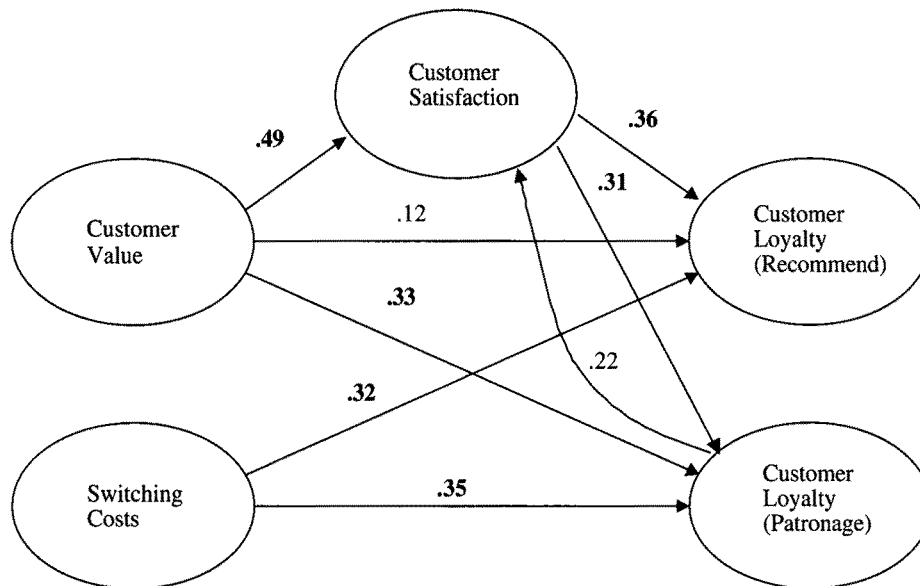 Customer
Satisfaction
.49
.36
.31
Customer
Value
.12
Customer
Loyalty
(Recommend)
.33
.22
.32
Switching
Costs
.35
Customer
Loyalty
(Patronage)